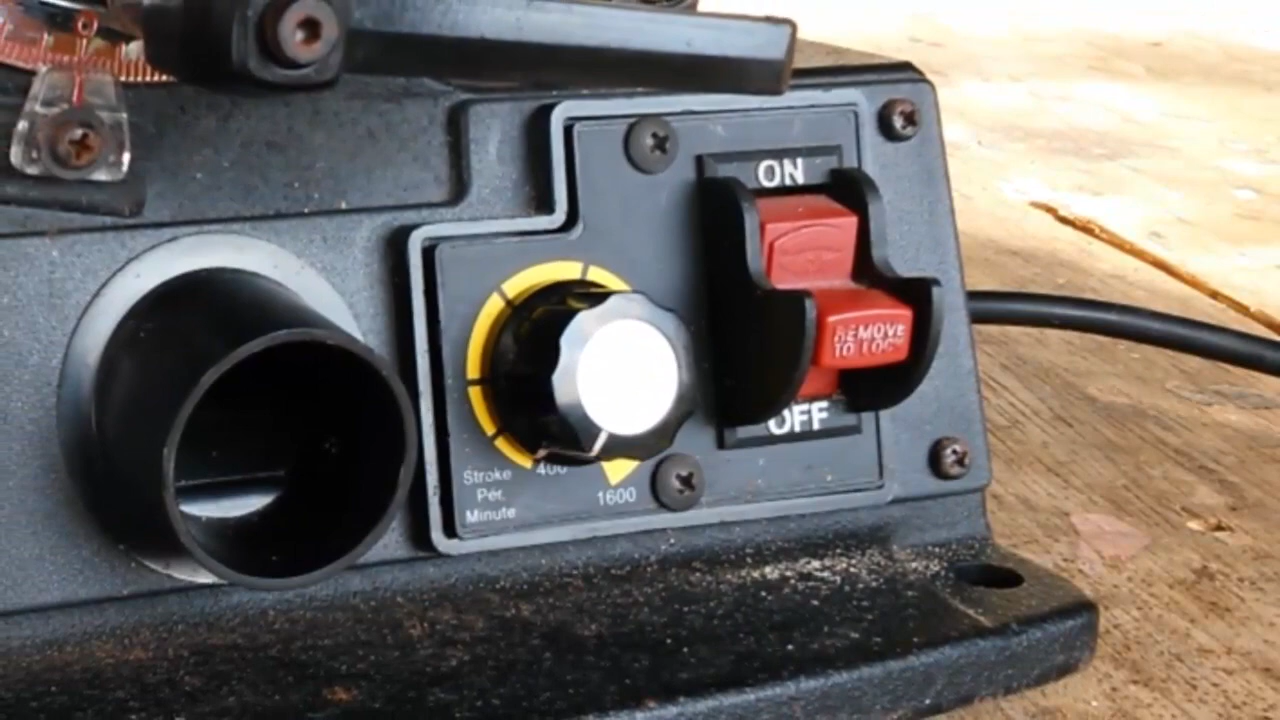 ON
REMOVE
TO LOCK
OFF
Stroke
Per.
Minute
400
1600